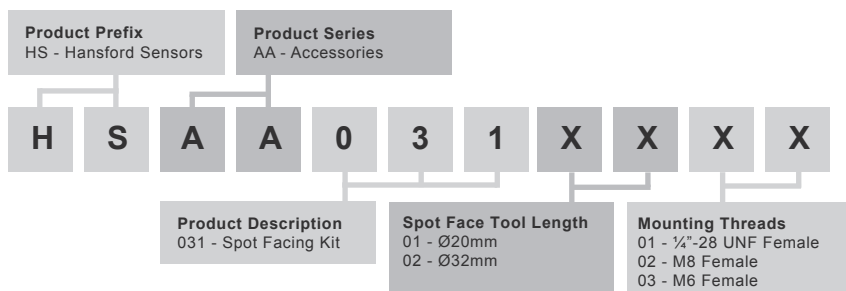 Product Prefix
HS - Hansford Sensors
Product Series
AA - Accessories
H S A A 0 3 1 X X X X
Product Description
031 - Spot Facing Kit
Spot Face Tool Length
01 - Ø20mm
02 - Ø32mm
Mounting Threads
01 - ¼"-28 UNF Female
02 - M8 Female
03 - M6 Female